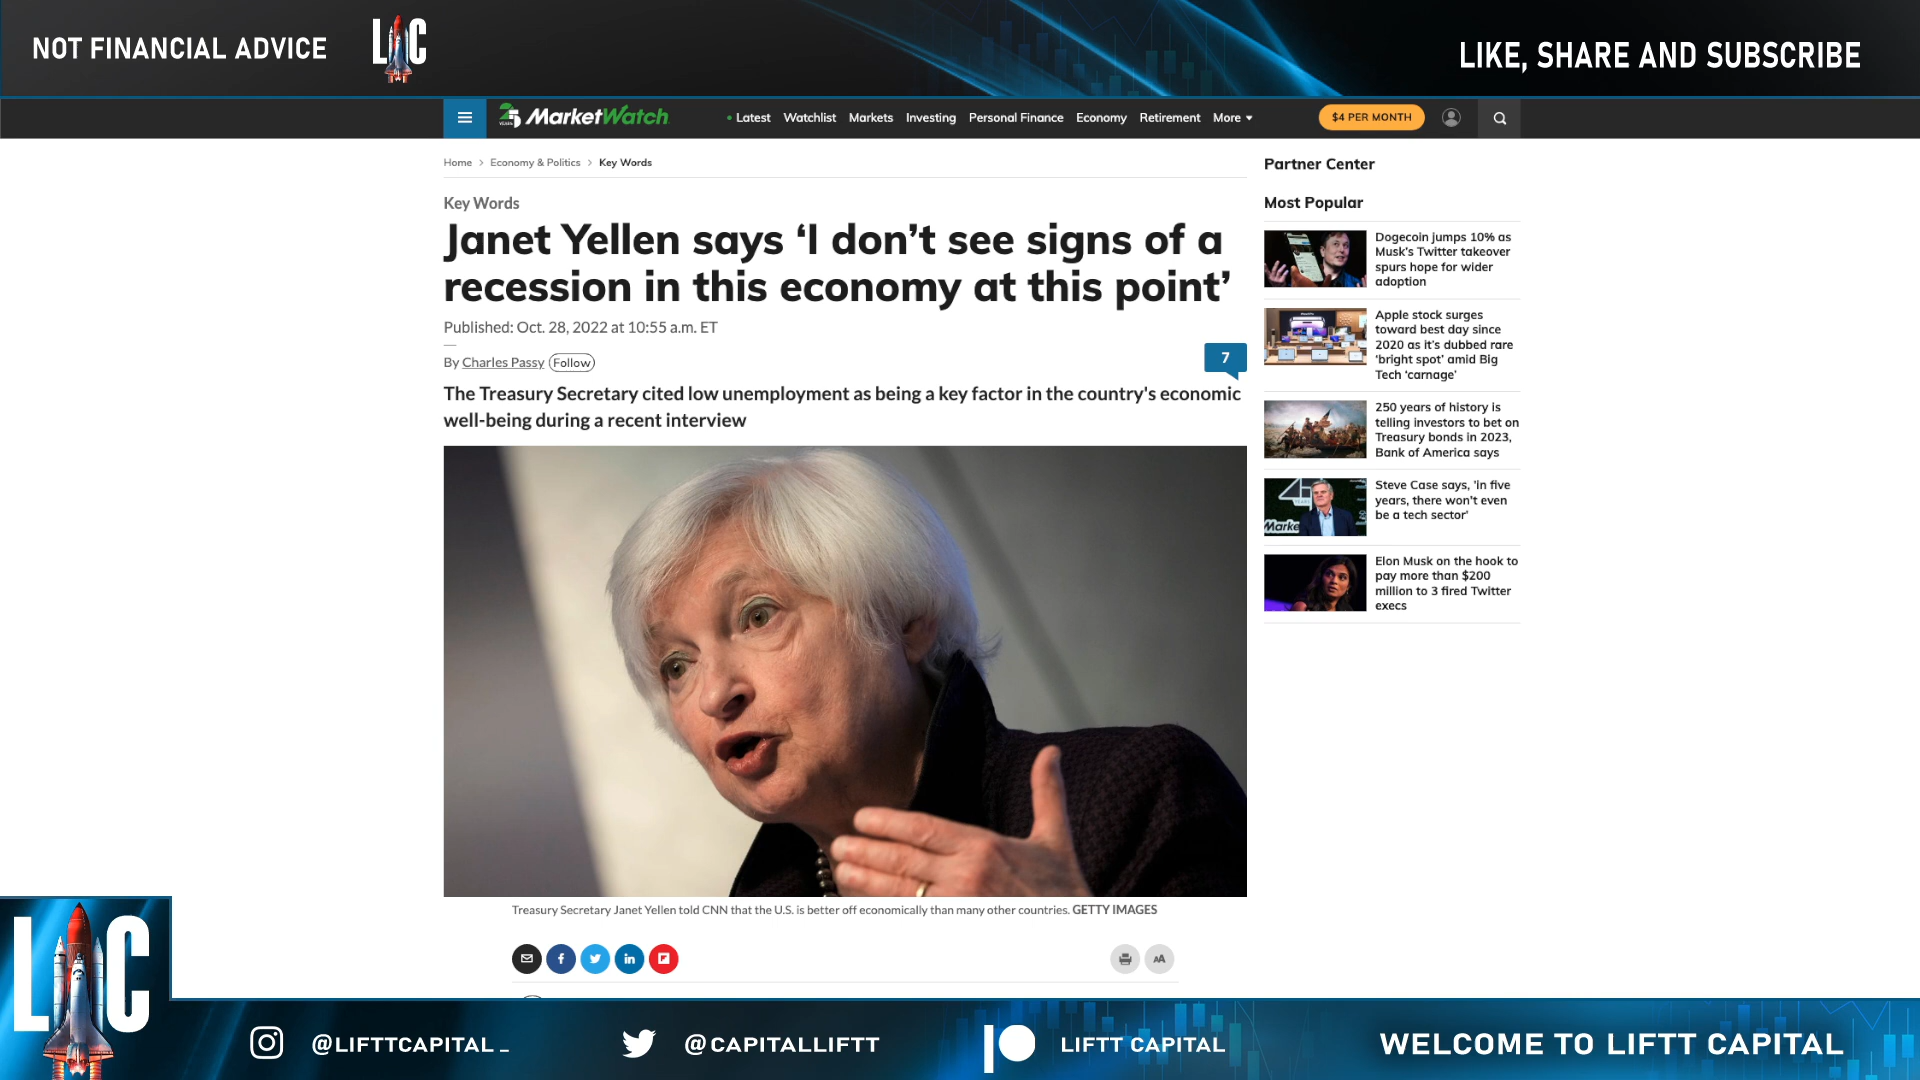 NOT FINANCIAL ADVICE
LC
LIKE, SHARE AND SUBSCRIBE
MarketWatch
Latest Watchlist Markets Investing Personal Finance Economy Retirement More
$4 PER MONTH
Home > Economy & Politics > Key Words
Key Words
Janet Yellen says ‘I don’t see signs of a
recession in this economy at this point’
Published: Oct. 28, 2022 at 10:55 a.m. ET
By Charles Passy Follow
7
The Treasury Secretary cited low unemployment as being a key factor in the country's economic
well-being during a recent interview
Treasury Secretary Janet Yellen told CNN that the U.S. is better off economically than many other countries. GETTY IMAGES
AA
Partner Center
Most Popular
Dogecoin jumps 10% as
Musk’s Twitter takeover
spurs hope for wider
adoption
Apple stock surges
toward best day since
2020 as it’s dubbed rare
‘bright spot’ amid Big
Tech ‘carnage’
250 years of history is
telling investors to bet on
Treasury bonds in 2023,
Bank of America says
Steve Case says, 'in five
years, there won't even
be a tech sector'
Elon Musk on the hook to
pay more than $200
million to 3 fired Twitter
execs
LC
@LIFTTCAPITAL_
@CAPITALLIFTT
LIFTT CAPITAL
WELCOME TO LIFTT CAPITAL